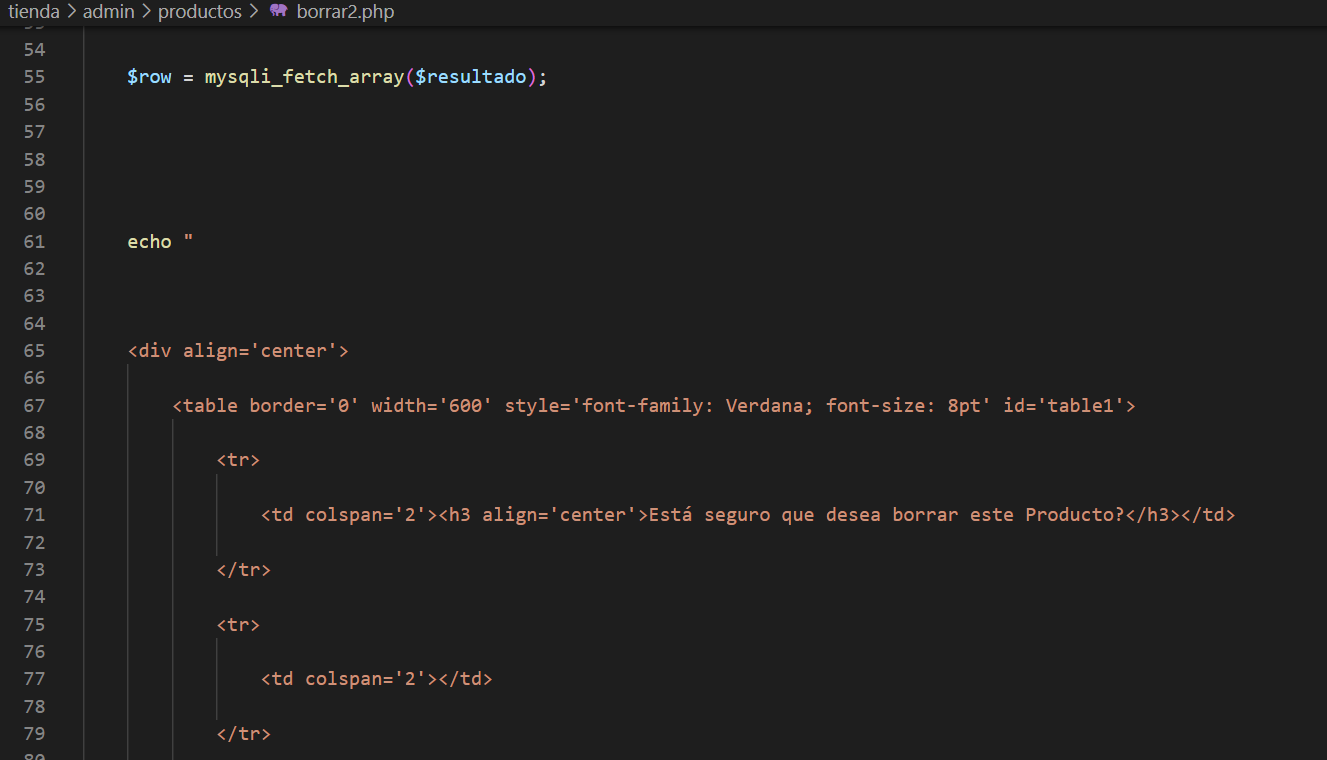 tienda > admin > productos > borrar2.php
54
55 $row = mysqli_fetch_array($resultado);
56
57
58
59
60
61 echo "
62
63
64
65 <div align='center'>
66
67 <table border='0' width='600' style='font-family: Verdana; font-size: 8pt' id='table1'>
68
69 <tr>
70
71 <td colspan='2'><h3 align='center'>Está seguro que desea borrar este Producto?</h3></td>
72
73 </tr>
74
75 <tr>
76
77 <td colspan='2'></td>
78
79 </tr>